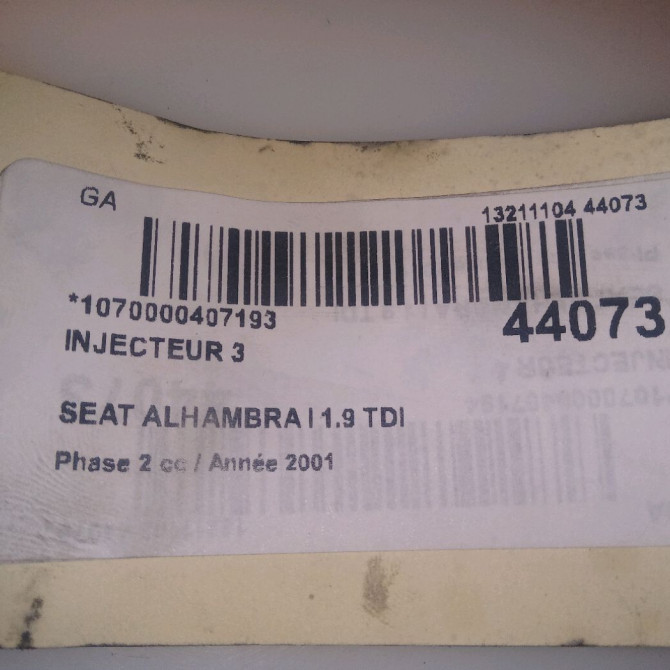 GA
13211104 44073
*1070000407193
44073
INJECTEUR 3
SEAT ALHAMBRA I 1.9 TDI
Phase 2 cc / Année 2001